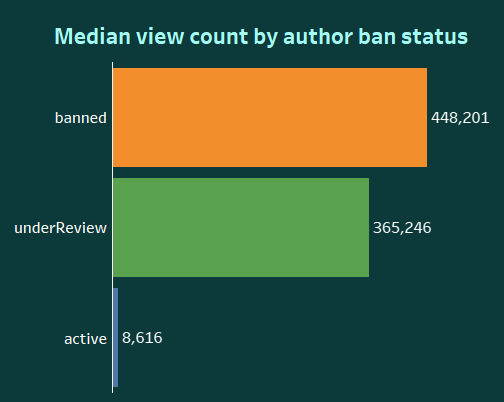 Median view count by author ban status
banned 448,201
underReview 365,246
active 8,616